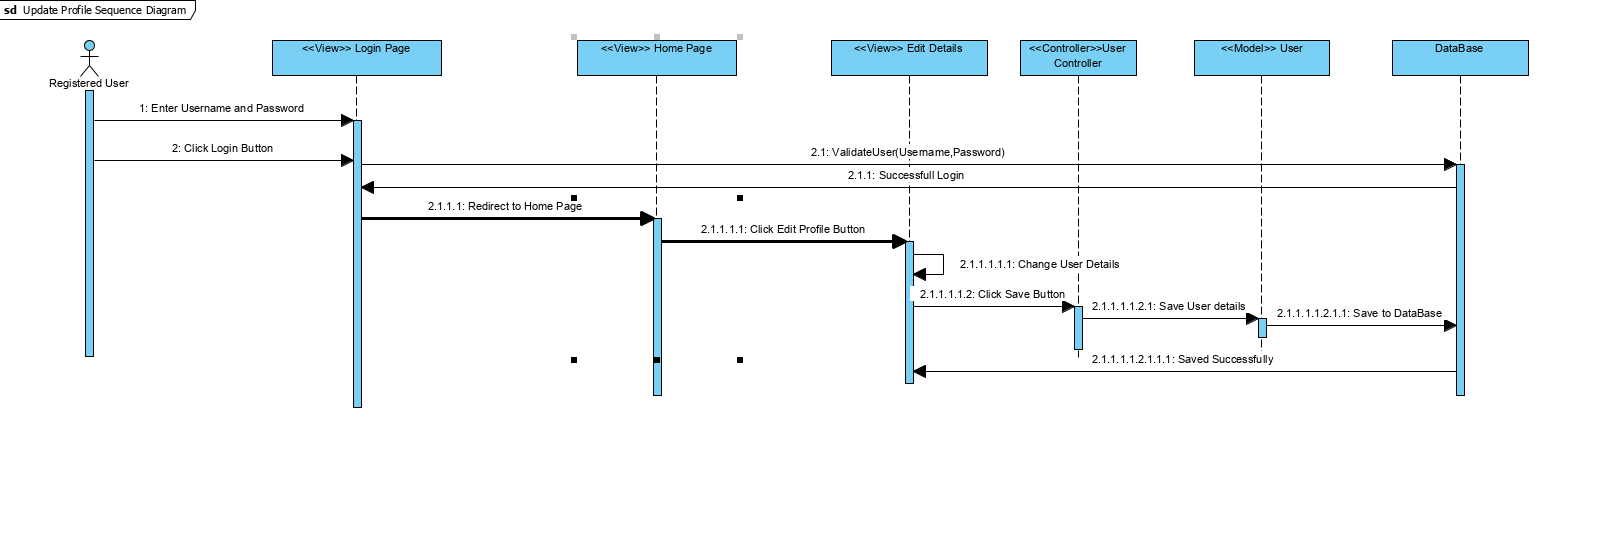 sd Update Profile Sequence Diagram
<<View>> Login Page
<<View>> Home Page
<<View>> Edit Details
<<Controller>>User
Controller
<<Model>> User
DataBase
Registered User
1: Enter Username and Password
2: Click Login Button
2.1: ValidateUser(Username,Password)
2.1.1: Successfull Login
2.1.1.1: Redirect to Home Page
2.1.1.1.1: Click Edit Profile Button
2.1.1.1.1.1: Change User Details
2.1.1.1.1.2: Click Save Button
2.1.1.1.1.2.1: Save User details
2.1.1.1.1.2.1.1: Save to DataBase
2.1.1.1.1.2.1.1.1: Saved Successfully